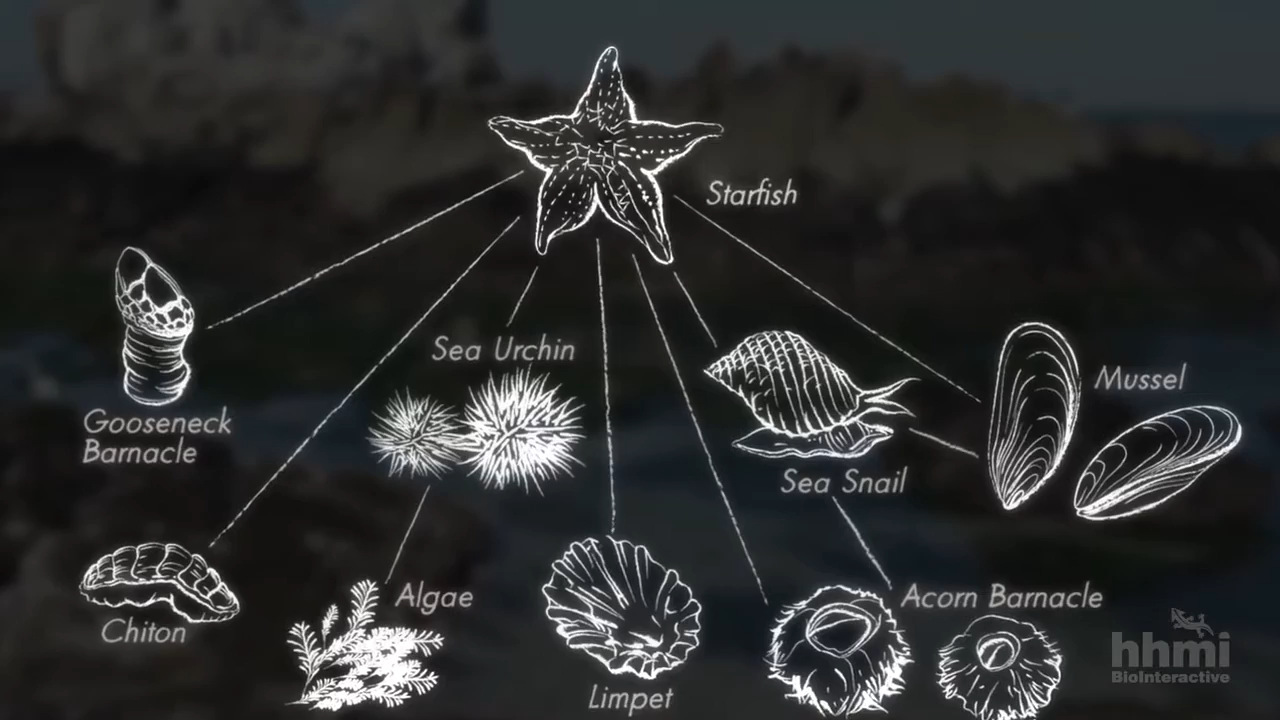 Starfish
Sea Urchin
Mussel
Gooseneck
Barnacle
Sea Snail
Algae
Acorn Barnacle
Chiton
Limpet
hhmi
BioInteractive